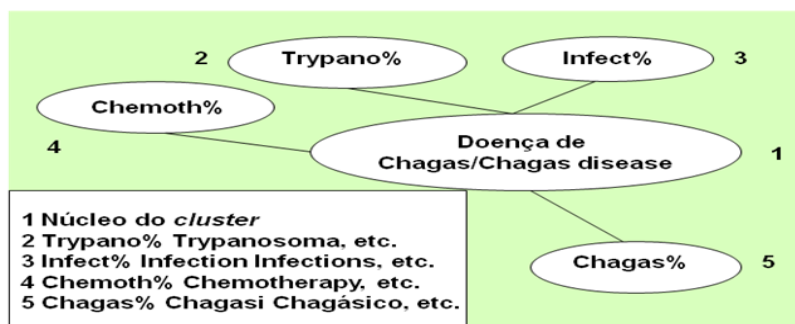 2
Trypano%
Infect%
3
Chemoth%
4
Doença de
Chagas/Chagas disease
1
1 Núcleo do cluster
2 Trypano% Trypanosoma, etc.
3 Infect% Infection Infections, etc.
4 Chemoth% Chemotherapy, etc.
5 Chagas% Chagasi Chagásico, etc.
Chagas%
5